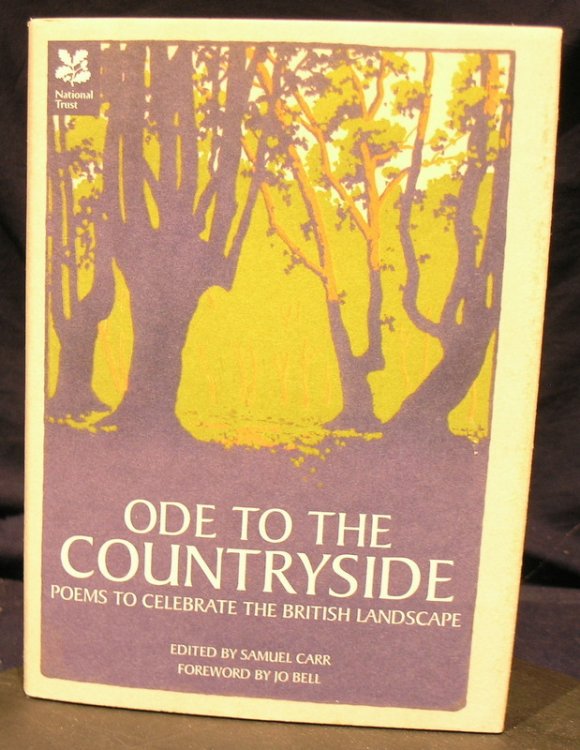 National
Trust
ODE TO THE
COUNTRYSIDE
POEMS TO CELEBRATE THE BRITISH LANDSCAPE
EDITED BY SAMUEL CARR
FOREWORD BY JO BELL